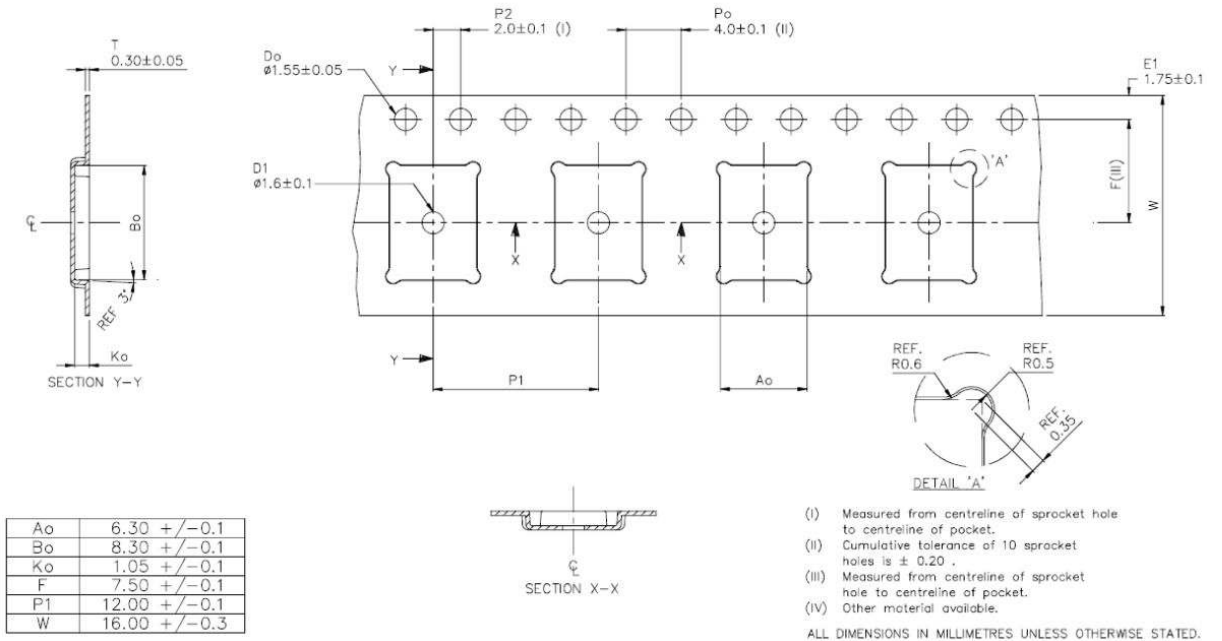 P2
2.0±0.1 (I)
Po
4.0±0.1 (II)
T
0.30±0.05
Do
ø1.55±0.05
Y
E1
1.75±0.1
D1
ø1.6±0.1
'A'
F(III)
W
℄
Bo
X
X
REF 3°
Ko
SECTION Y-Y
Y
P1
Ao
REF.
R0.6
REF.
R0.5
REF.
0.35
DETAIL 'A'
Ao 6.30 +/-0.1
Bo 8.30 +/-0.1
Ko 1.05 +/-0.1
F 7.50 +/-0.1
P1 12.00 +/-0.1
W 16.00 +/-0.3
℄
SECTION X-X
(I) Measured from centreline of sprocket hole
to centreline of pocket.
(II) Cumulative tolerance of 10 sprocket
holes is ± 0.20 .
(III) Measured from centreline of sprocket
hole to centreline of pocket.
(IV) Other material available.
ALL DIMENSIONS IN MILLIMETRES UNLESS OTHERWISE STATED.